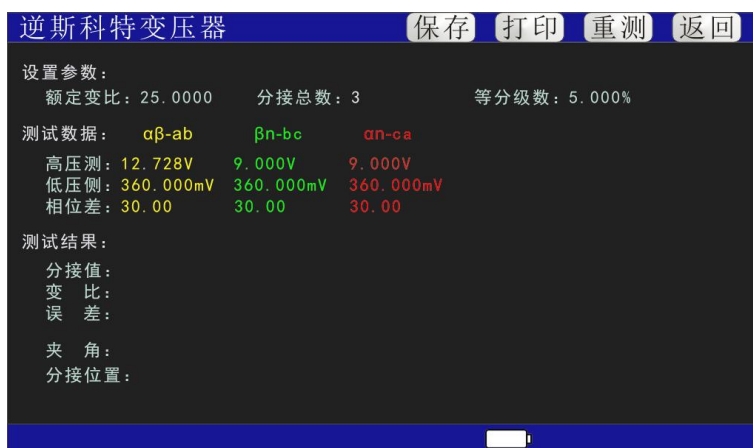 逆斯科特变压器 保存 打印 重测 返回
设置参数:
额定变比: 25.0000 分接总数: 3 等分级数: 5.000%
测试数据: αβ-ab βn-bc αn-ca
高压测: 12.728V 9.000V 9.000V
低压侧: 360.000mV 360.000mV 360.000mV
相位差: 30.00 30.00 30.00
测试结果:
分接值:
变 比:
误 差:
夹 角:
分接位置: